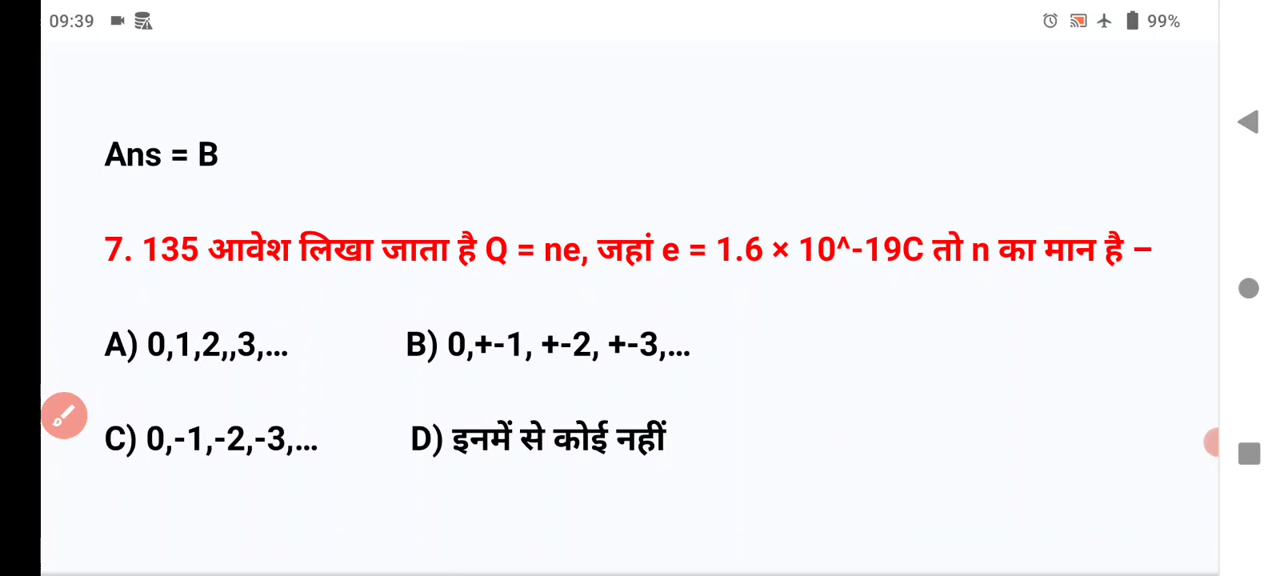 09:39 99%
Ans = B
7. 135 आवेश लिखा जाता है Q = ne, जहां e = 1.6 × 10^-19C तो n का मान है –
A) 0,1,2,,3,... B) 0,+-1, +-2, +-3,...
C) 0,-1,-2,-3,... D) इनमें से कोई नहीं